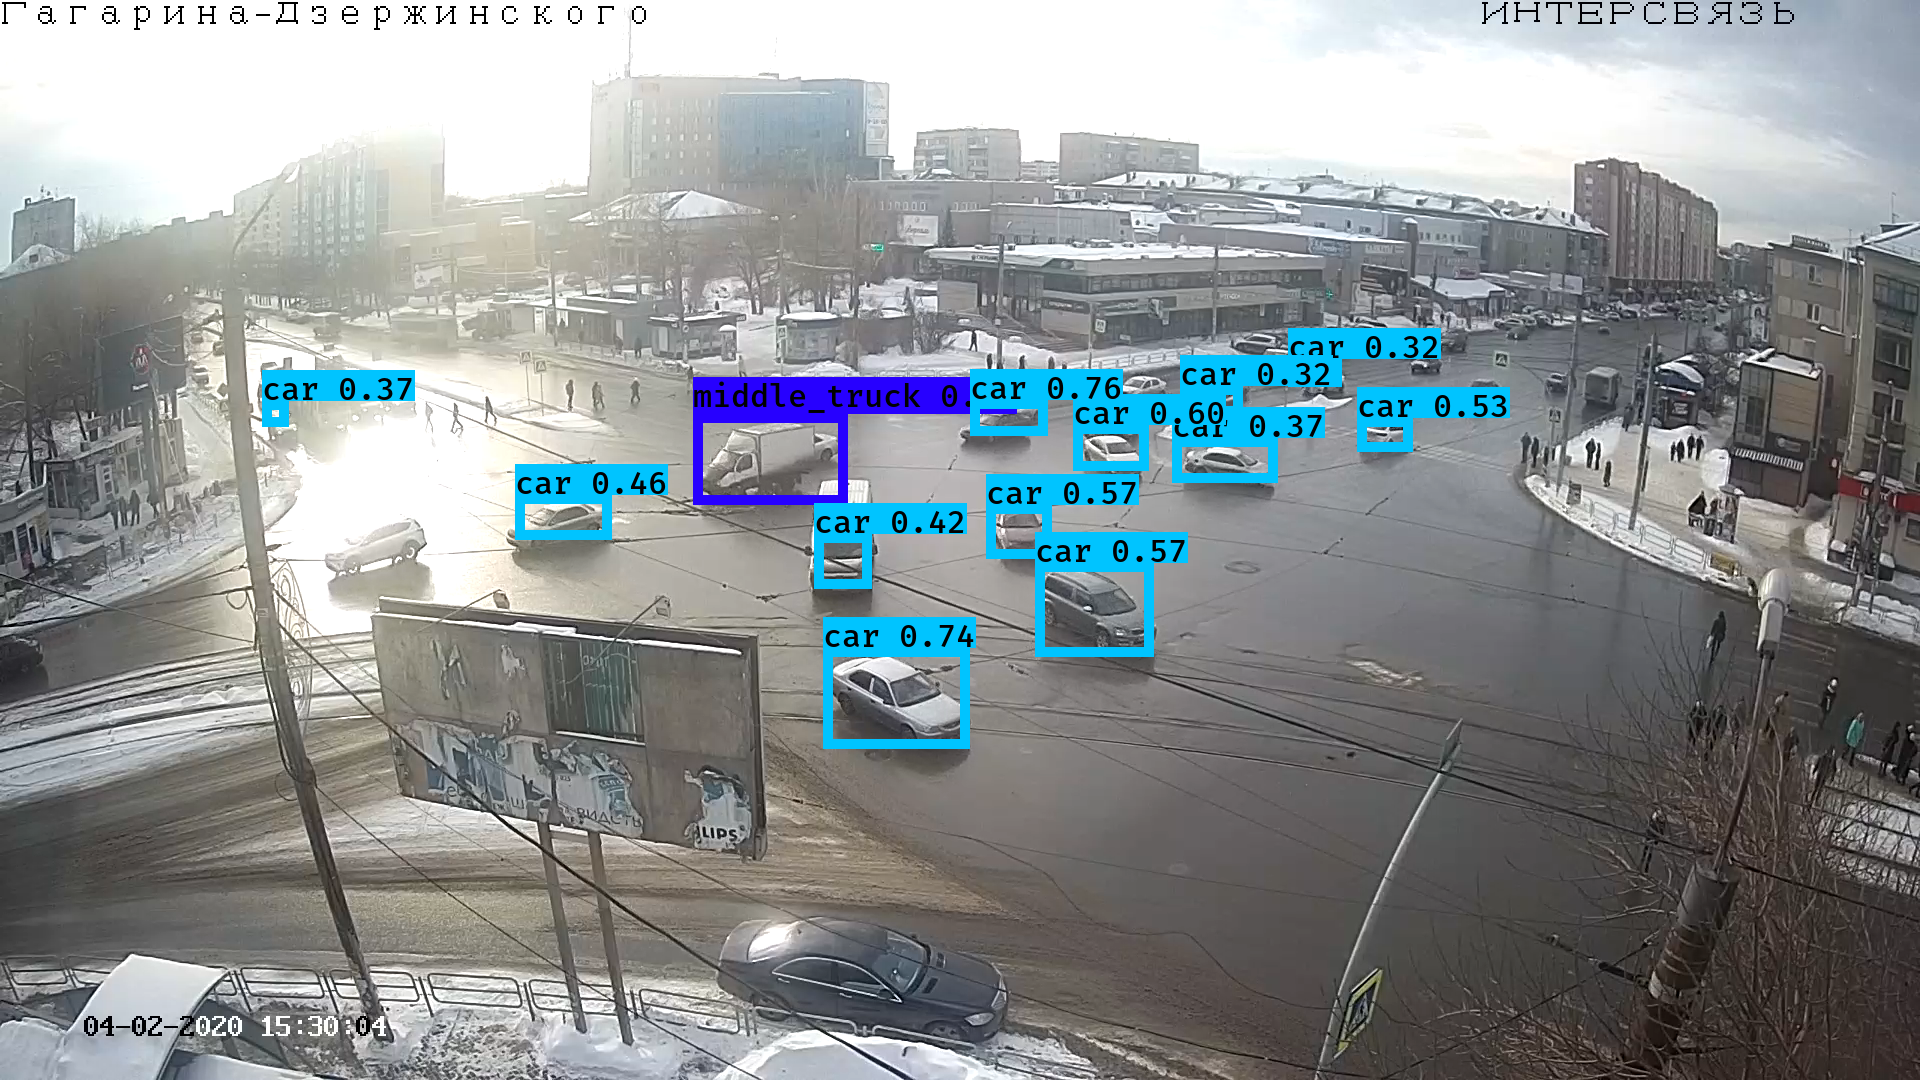 Гагарина-Дзержинского
ИНТЕРСВЯЗЬ
car 0.32
car 0.32
car 0.37
middle_truck 0.
car 0.76
car 0.60
car 0.53
car 0.37
car 0.46
car 0.57
car 0.42
car 0.57
car 0.74
ВИДАСТЬ
LIPS
04-02-2020 15:30:04